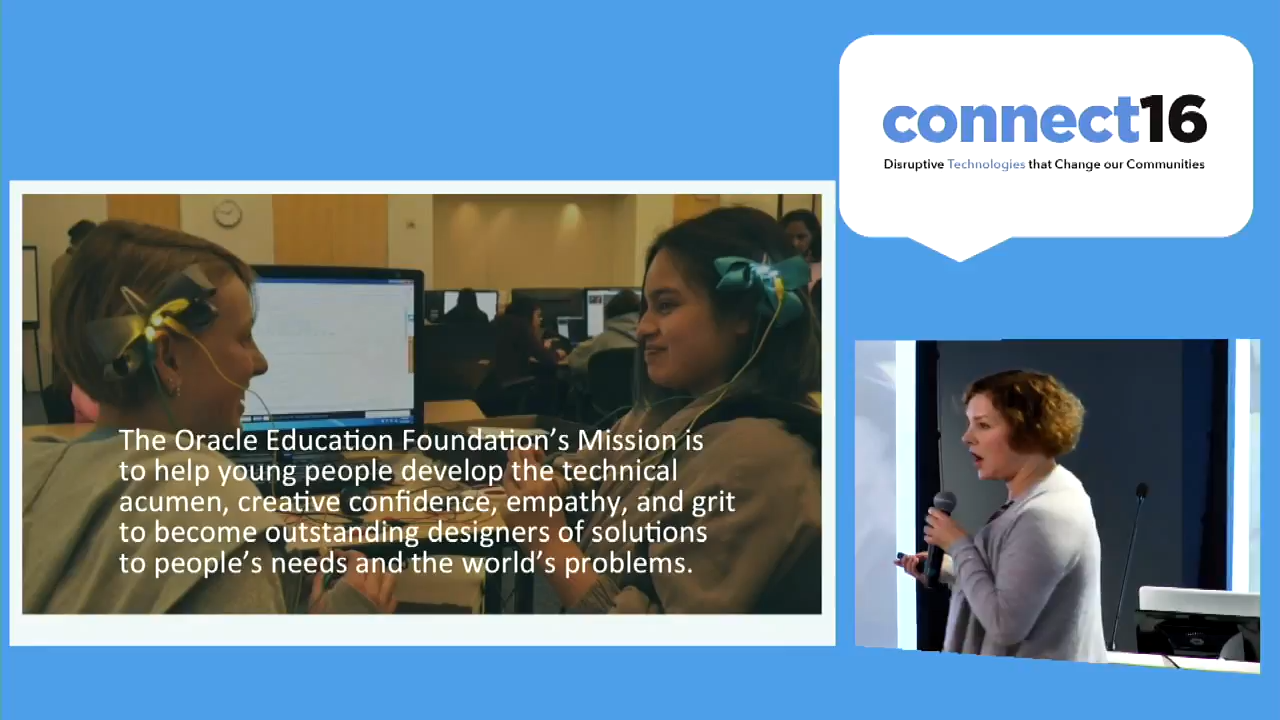 connect16
Disruptive Technologies that Change our Communities
The Oracle Education Foundation’s Mission is
to help young people develop the technical
acumen, creative confidence, empathy, and grit
to become outstanding designers of solutions
to people’s needs and the world’s problems.